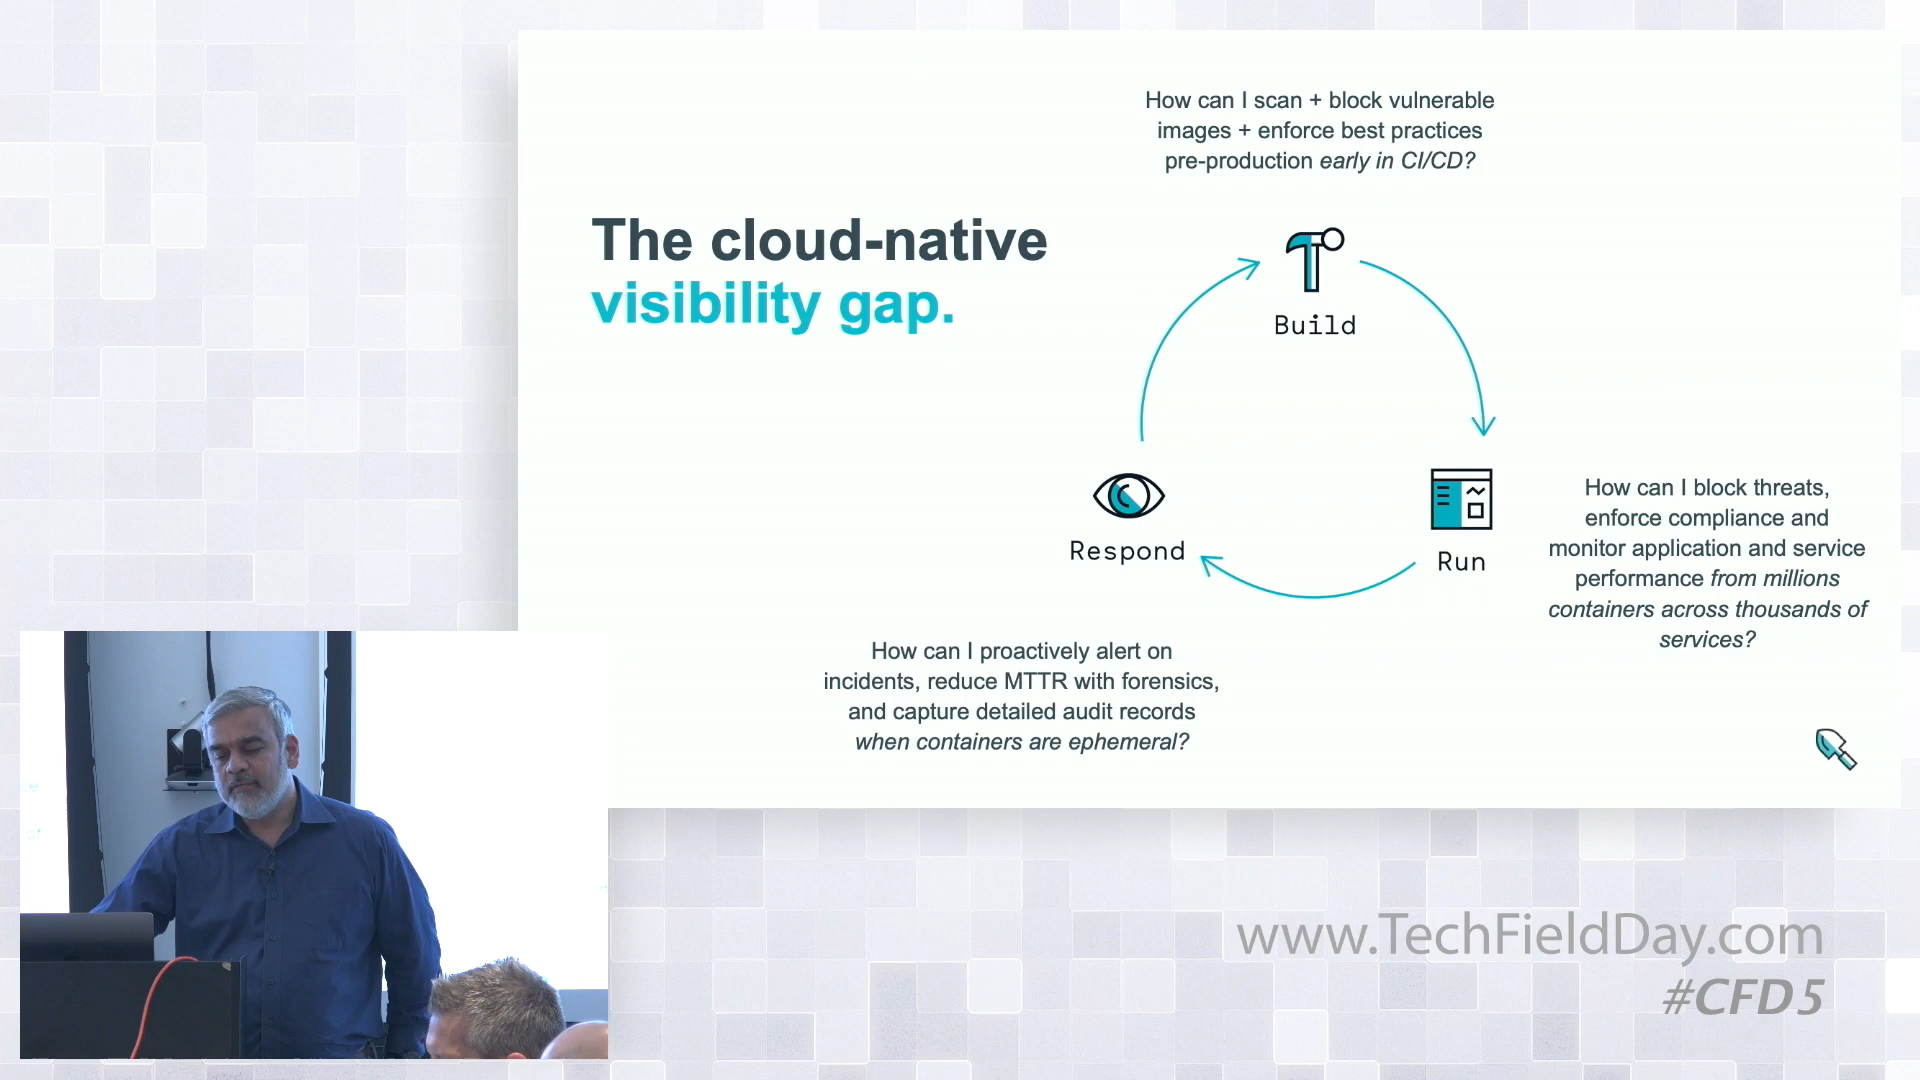 How can I scan + block vulnerable
images + enforce best practices
pre-production early in CI/CD?
The cloud-native
visibility gap.
Build
Respond
Run
How can I block threats,
enforce compliance and
monitor application and service
performance from millions
containers across thousands of
services?
How can I proactively alert on
incidents, reduce MTTR with forensics,
and capture detailed audit records
when containers are ephemeral?
www.TechFieldDay.com
#CFD5